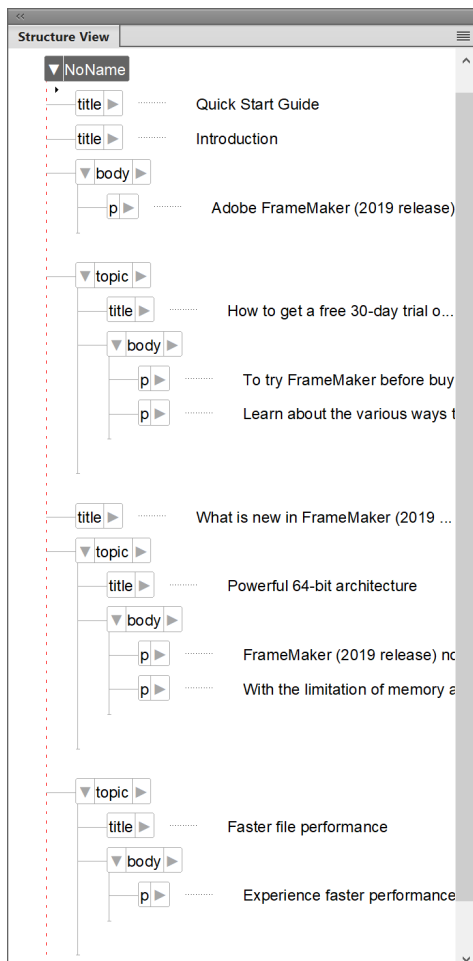 Structure View
NoName
title Quick Start Guide
title Introduction
body
p Adobe FrameMaker (2019 release)
topic
title How to get a free 30-day trial o...
body
p To try FrameMaker before buy
p Learn about the various ways t
title What is new in FrameMaker (2019 ...
topic
title Powerful 64-bit architecture
body
p FrameMaker (2019 release) no
p With the limitation of memory a
topic
title Faster file performance
body
p Experience faster performance